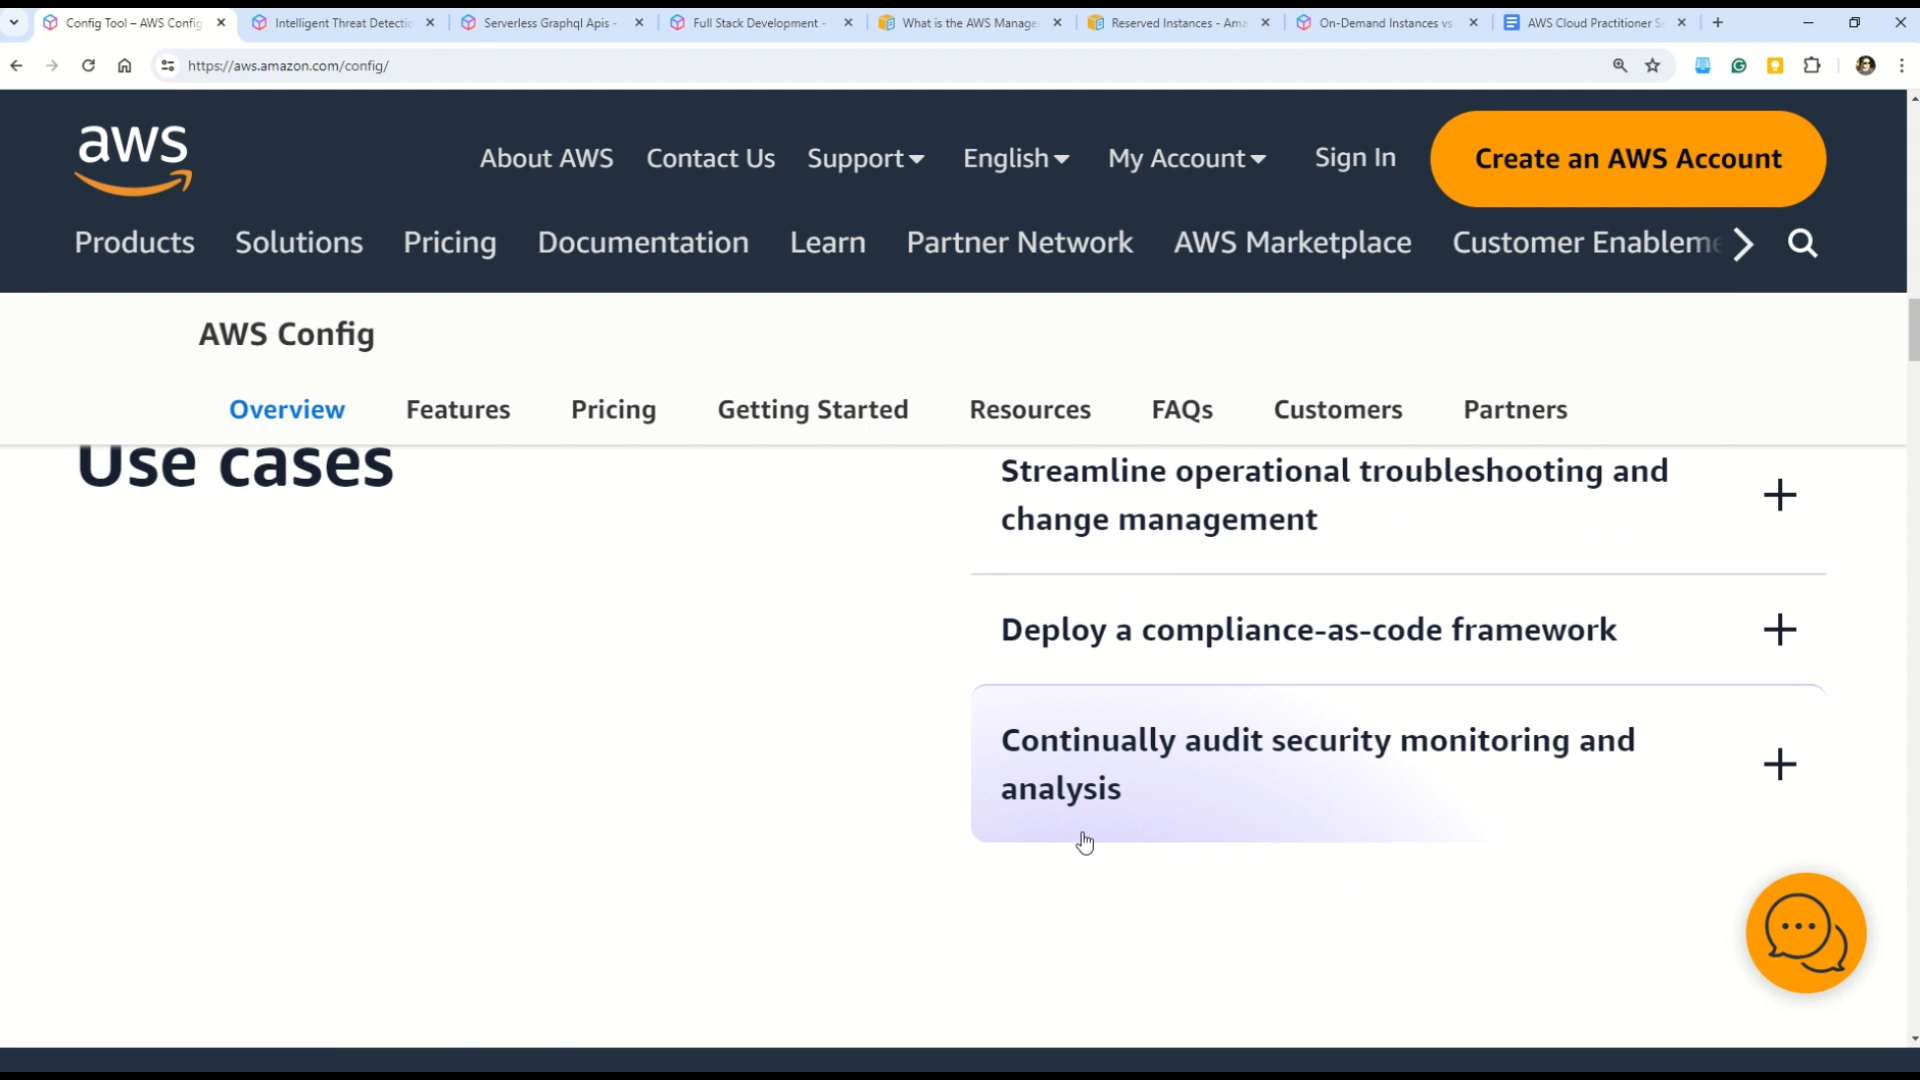 Config Tool – AWS Config
Intelligent Threat Detectio
Serverless Graphql Apis -
Full Stack Development -
What is the AWS Manage
Reserved Instances - Ama
On-Demand Instances vs
AWS Cloud Practitioner S
https://aws.amazon.com/config/
aws
About AWS
Contact Us
Support
English
My Account
Sign In
Create an AWS Account
Products
Solutions
Pricing
Documentation
Learn
Partner Network
AWS Marketplace
Customer Enableme
AWS Config
Overview
Features
Pricing
Getting Started
Resources
FAQs
Customers
Partners
Use cases
Streamline operational troubleshooting and
change management
Deploy a compliance-as-code framework
Continually audit security monitoring and
analysis